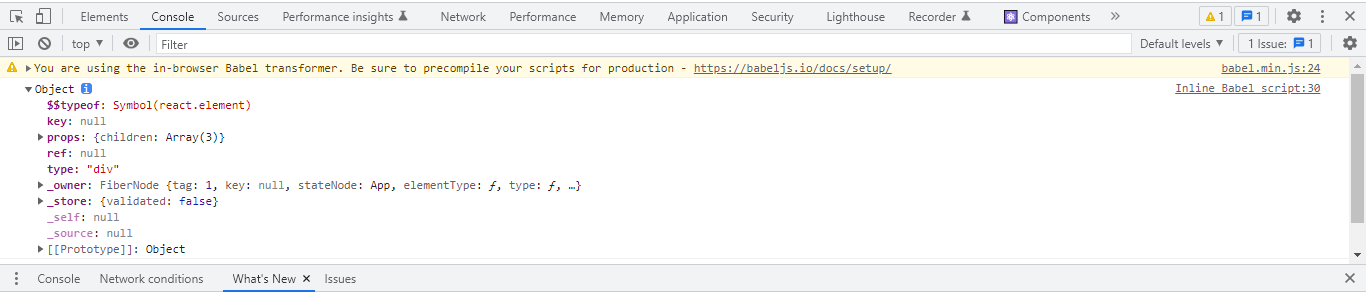 Elements Console Sources Performance insights Network Performance Memory Application Security Lighthouse Recorder Components » 1 1
top ▼ Filter Default levels ▼ 1 Issue: 1
You are using the in-browser Babel transformer. Be sure to precompile your scripts for production - https://babeljs.io/docs/setup/ babel.min.js:24
▼Object i Inline Babel script:30
$$typeof: Symbol(react.element)
key: null
▶props: {children: Array(3)}
ref: null
type: "div"
▶_owner: FiberNode {tag: 1, key: null, stateNode: App, elementType: ƒ, type: ƒ, …}
▶_store: {validated: false}
_self: null
_source: null
▶[[Prototype]]: Object
Console Network conditions What's New × Issues